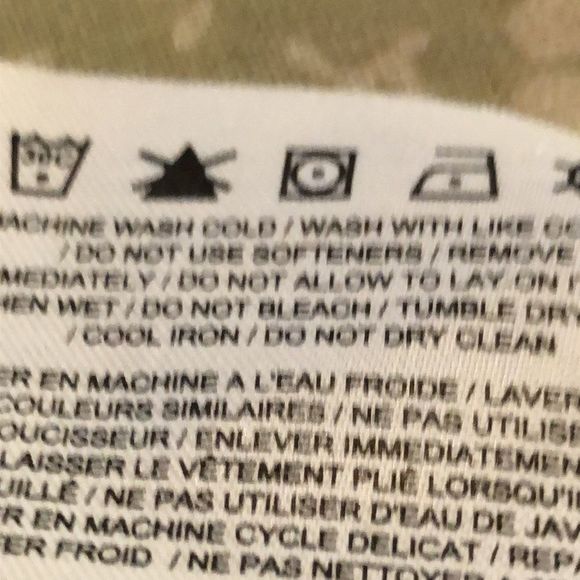 30C
MACHINE WASH COLD / WASH WITH LIKE
/ DO NOT USE SOFTENERS / REMOVE
MEDIATELY / DO NOT ALLOW TO LAY ON
HEN WET / DO NOT BLEACH / TUMBLE DRY
/ COOL IRON / DO NOT DRY CLEAN
ER EN MACHINE A L'EAU FROIDE / LAVER
COULEURS SIMILAIRES / NE PAS UTILISE
OUCISSEUR / ENLEVER IMMEDIATEMEN
LAISSER LE VÊTEMENT PLIÉ LORSQU'I
UILLÉ / NE PAS UTILISER D'EAU DE JAV
ER EN MACHINE CYCLE DELICAT / REPA
FER FROID / NE PAS NETTOYER